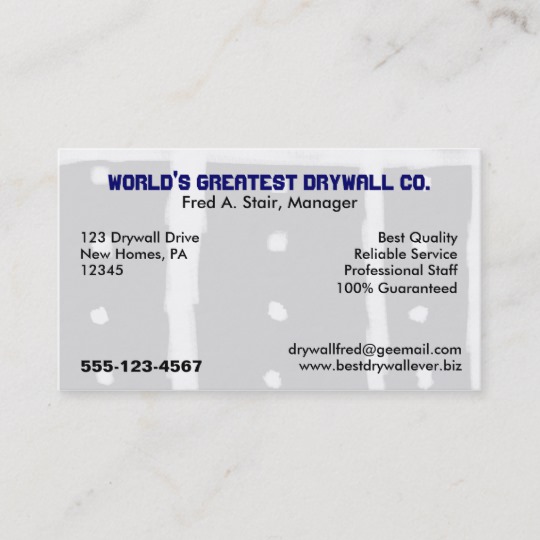 WORLD'S GREATEST DRYWALL CO.
Fred A. Stair, Manager
123 Drywall Drive
New Homes, PA
12345
Best Quality
Reliable Service
Professional Staff
100% Guaranteed
555-123-4567
drywallfred@geemail.com
www.bestdrywallever.biz